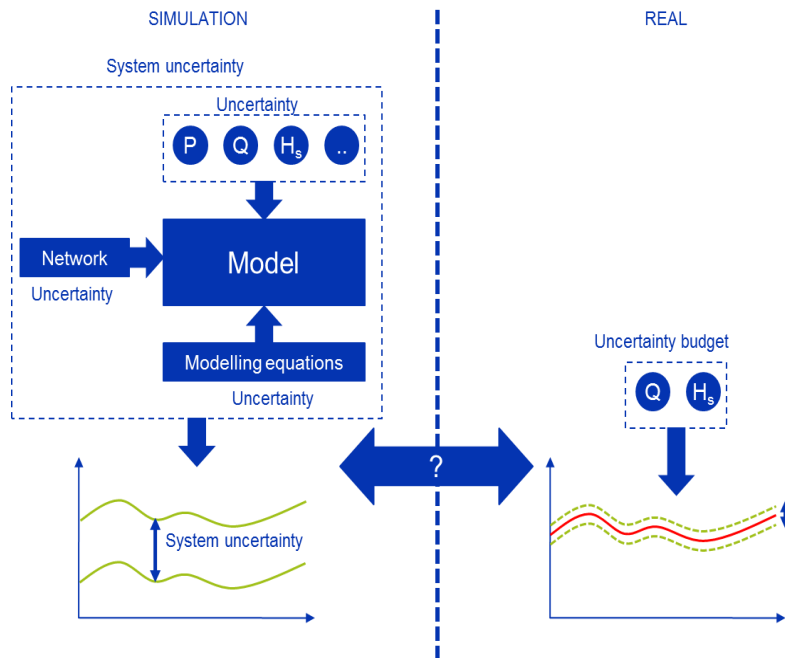 SIMULATION
REAL
System uncertainty
Uncertainty
P Q Hs ..
Network
Model
Uncertainty
Modelling equations
Uncertainty
Uncertainty budget
Q Hs
?
System uncertainty